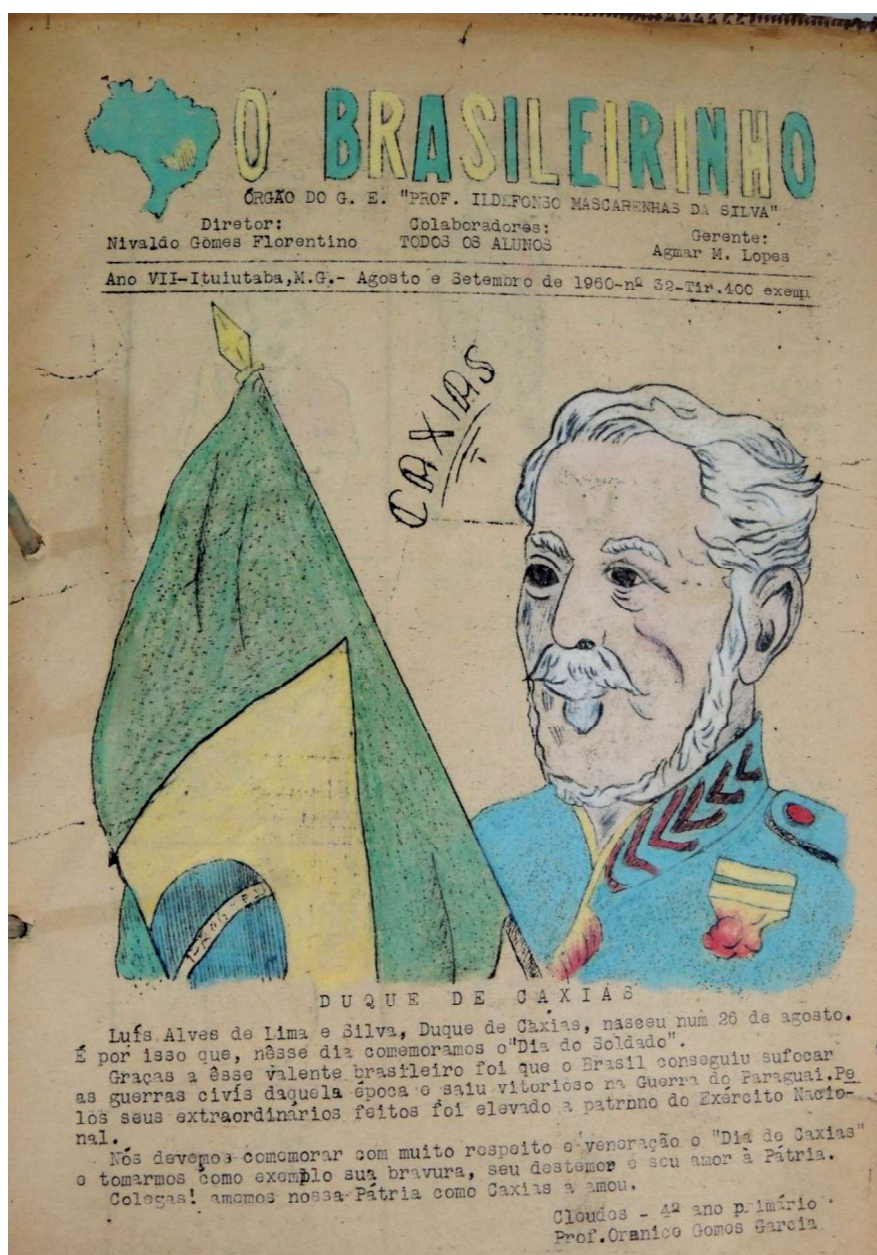 O BRASILEIRINHO
ÓRGÃO DO G. E. "PROF. ILDEFONSO MASCARENHAS DA SILVA"
Diretor: Colaboradores: Gerente:
Nivaldo Gomes Florentino TODOS OS ALUNOS Agmar M. Lopes
Ano VII-Ituiutaba,M.G.- Agosto e Setembro de 1960-nº 32-Tir.400 exemp
CAXIAS
DUQUE DE CAXIAS
Luís Alves de Lima e Silva, Duque de Caxias, nasceu num 26 de agosto.
É por isso que, nêsse dia comemoramos o "Dia do Soldado".
Graças a êsse valente brasileiro foi que o Brasil conseguiu sufocar
as guerras civís daquela época e saiu vitorioso na Guerra do Paraguai.Pe
los seus extraordinários feitos foi elevado a patrono do Exército Nacio-
nal.
Nós devemos comemorar com muito respeito e veneração o "Dia de Caxias"
e tomarmos como exemplo sua bravura, seu destemor e seu amor à Pátria.
Colegas! amemos nossa Pátria como Caxias a amou.
Cleudes - 4º ano primário
Prof.Oranice Gomes Garcia